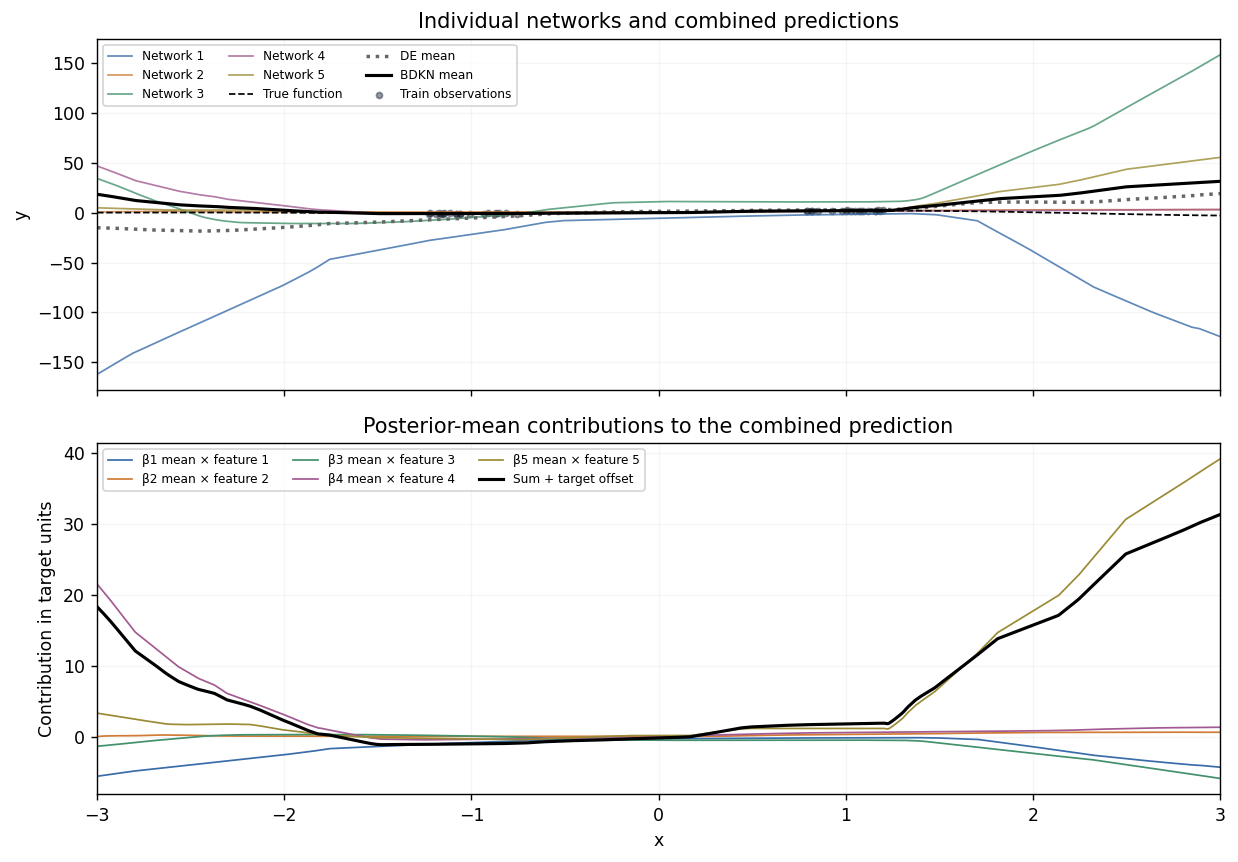 Individual networks and combined predictions
Network 1
Network 2
Network 3
Network 4
Network 5
True function
DE mean
BDKN mean
Train observations
y
150
100
50
0
−50
−100
−150
Posterior-mean contributions to the combined prediction
β1 mean × feature 1
β2 mean × feature 2
β3 mean × feature 3
β4 mean × feature 4
β5 mean × feature 5
Sum + target offset
Contribution in target units
40
30
20
10
0
−3
−2
−1
0
1
2
3
x